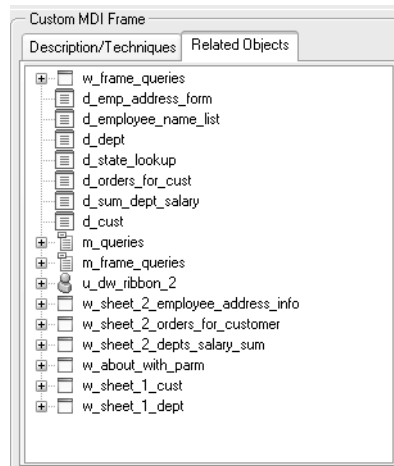 Custom MDI Frame
Description/Techniques Related Objects
w_frame_queries
d_emp_address_form
d_employee_name_list
d_dept
d_state_lookup
d_orders_for_cust
d_sum_dept_salary
d_cust
m_queries
m_frame_queries
u_dw_ribbon_2
w_sheet_2_employee_address_info
w_sheet_2_orders_for_customer
w_sheet_2_depts_salary_sum
w_about_with_parm
w_sheet_1_cust
w_sheet_1_dept